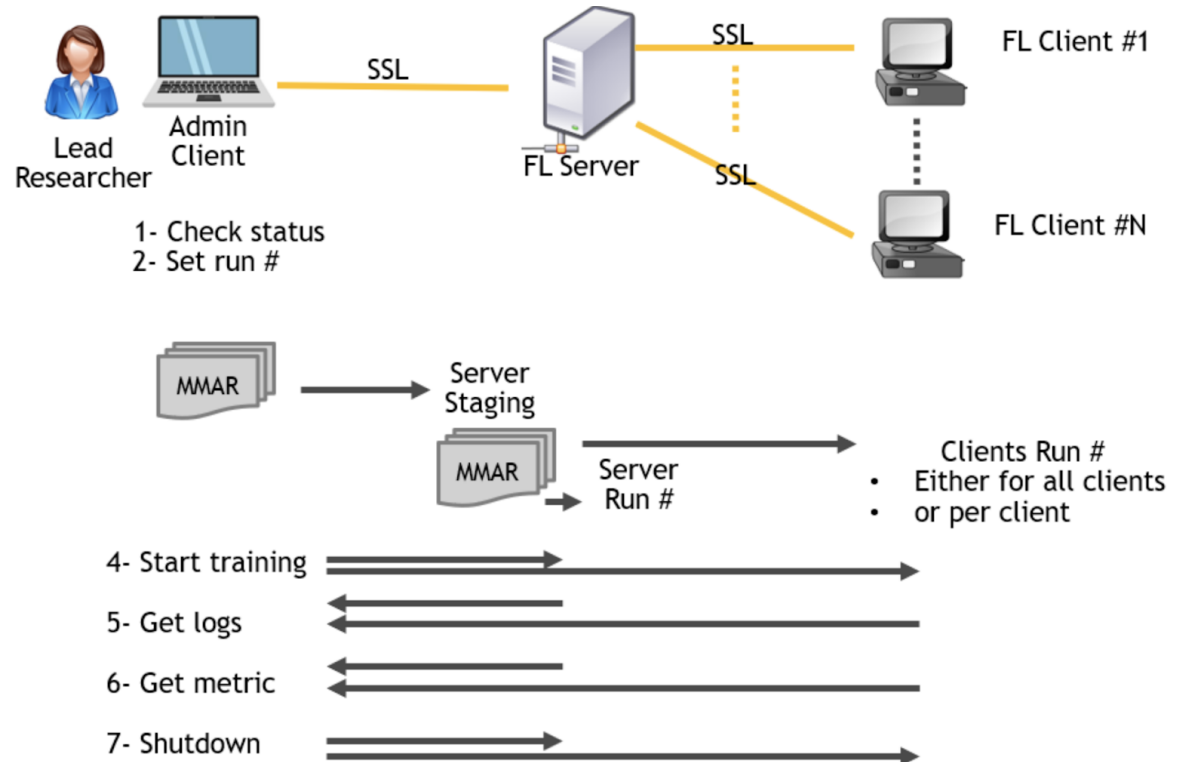 SSL
FL Client #1
SSL
Admin
Client
Lead
Researcher
FL Server
SSL
FL Client #N
1- Check status
2- Set run #
MMAR
Server
Staging
MMAR
Server
Run #
Clients Run #
• Either for all clients
• or per client
4- Start training
5- Get logs
6- Get metric
7- Shutdown